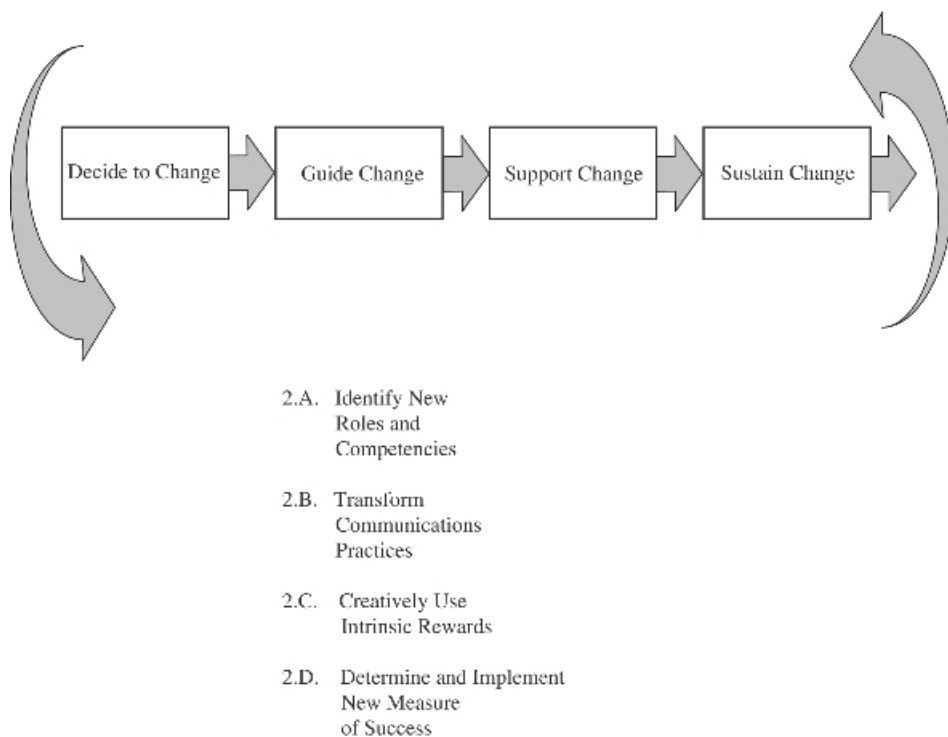 Decide to Change
Guide Change
Support Change
Sustain Change
2.A. Identify New
Roles and
Competencies
2.B. Transform
Communications
Practices
2.C. Creatively Use
Intrinsic Rewards
2.D. Determine and Implement
New Measure
of Success